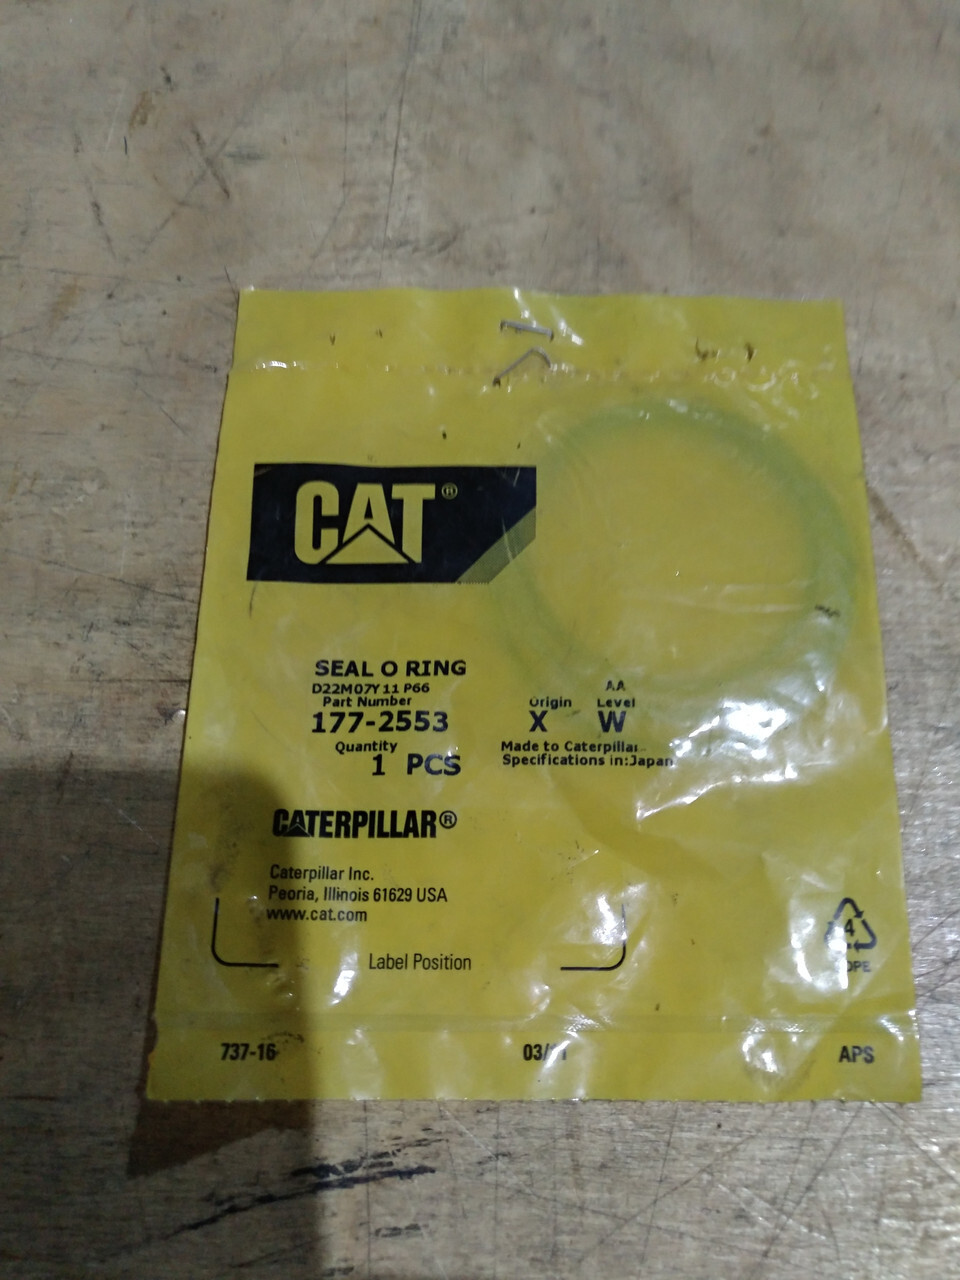 CAT®
SEAL O RING
D22M07Y11 P66
Part Number
177-2553
Quantity
1 PCS
AA
Origin Level
X W
Made to Caterpillar
Specifications in:Japan
CATERPILLAR®
Caterpillar Inc.
Peoria, Illinois 61629 USA
www.cat.com
Label Position
4
737-16
APS